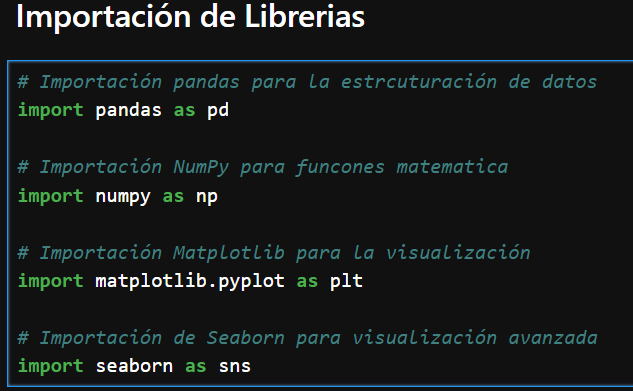 Importación de Librerias
# Importación pandas para la estrcuturación de datos
import pandas as pd
# Importación NumPy para funcones matematica
import numpy as np
# Importación Matplotlib para la visualización
import matplotlib.pyplot as plt
# Importación de Seaborn para visualización avanzada
import seaborn as sns